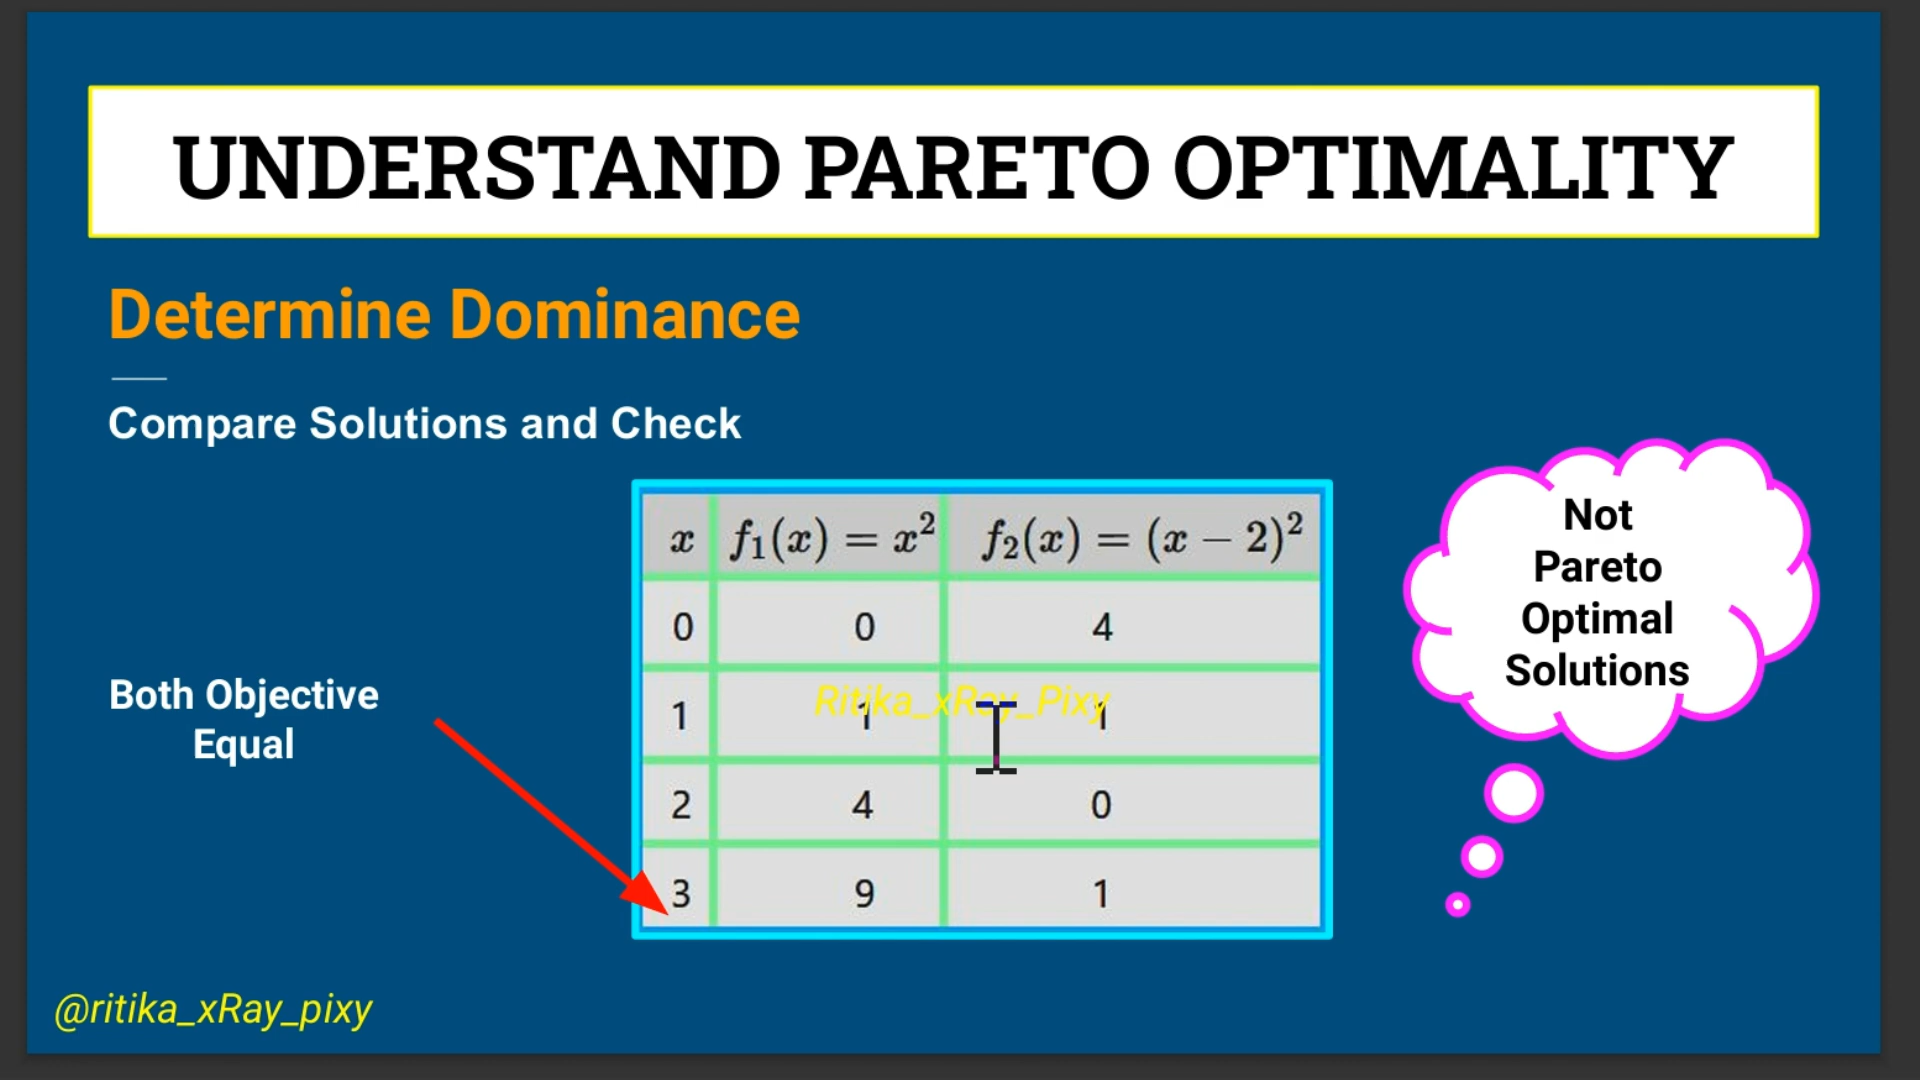 UNDERSTAND PARETO OPTIMALITY
Determine Dominance
Compare Solutions and Check
Both Objective
Equal
x f₁(x) = x² f₂(x) = (x − 2)²
0 0 4
1 1 1
2 4 0
3 9 1
Ritika_xRay_Pixy
Not
Pareto
Optimal
Solutions
@ritika_xRay_pixy